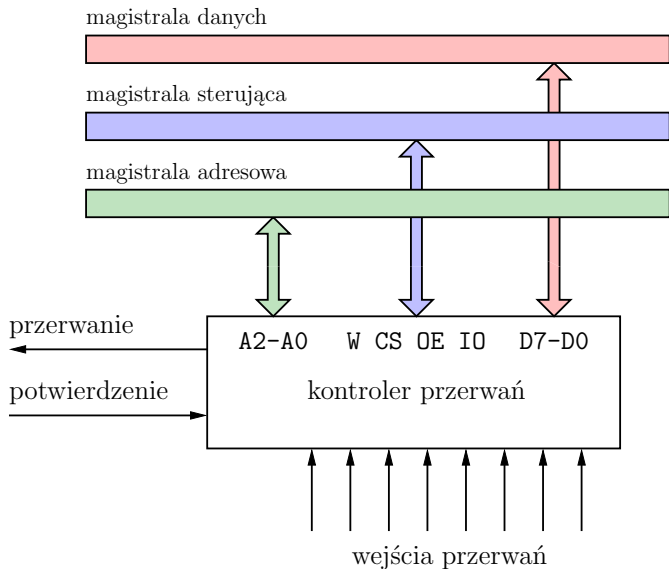 magistrala danych
magistrala sterująca
magistrala adresowa
przerwanie
A2-A0 W CS OE IO D7-D0
potwierdzenie
kontroler przerwań
wejścia przerwań